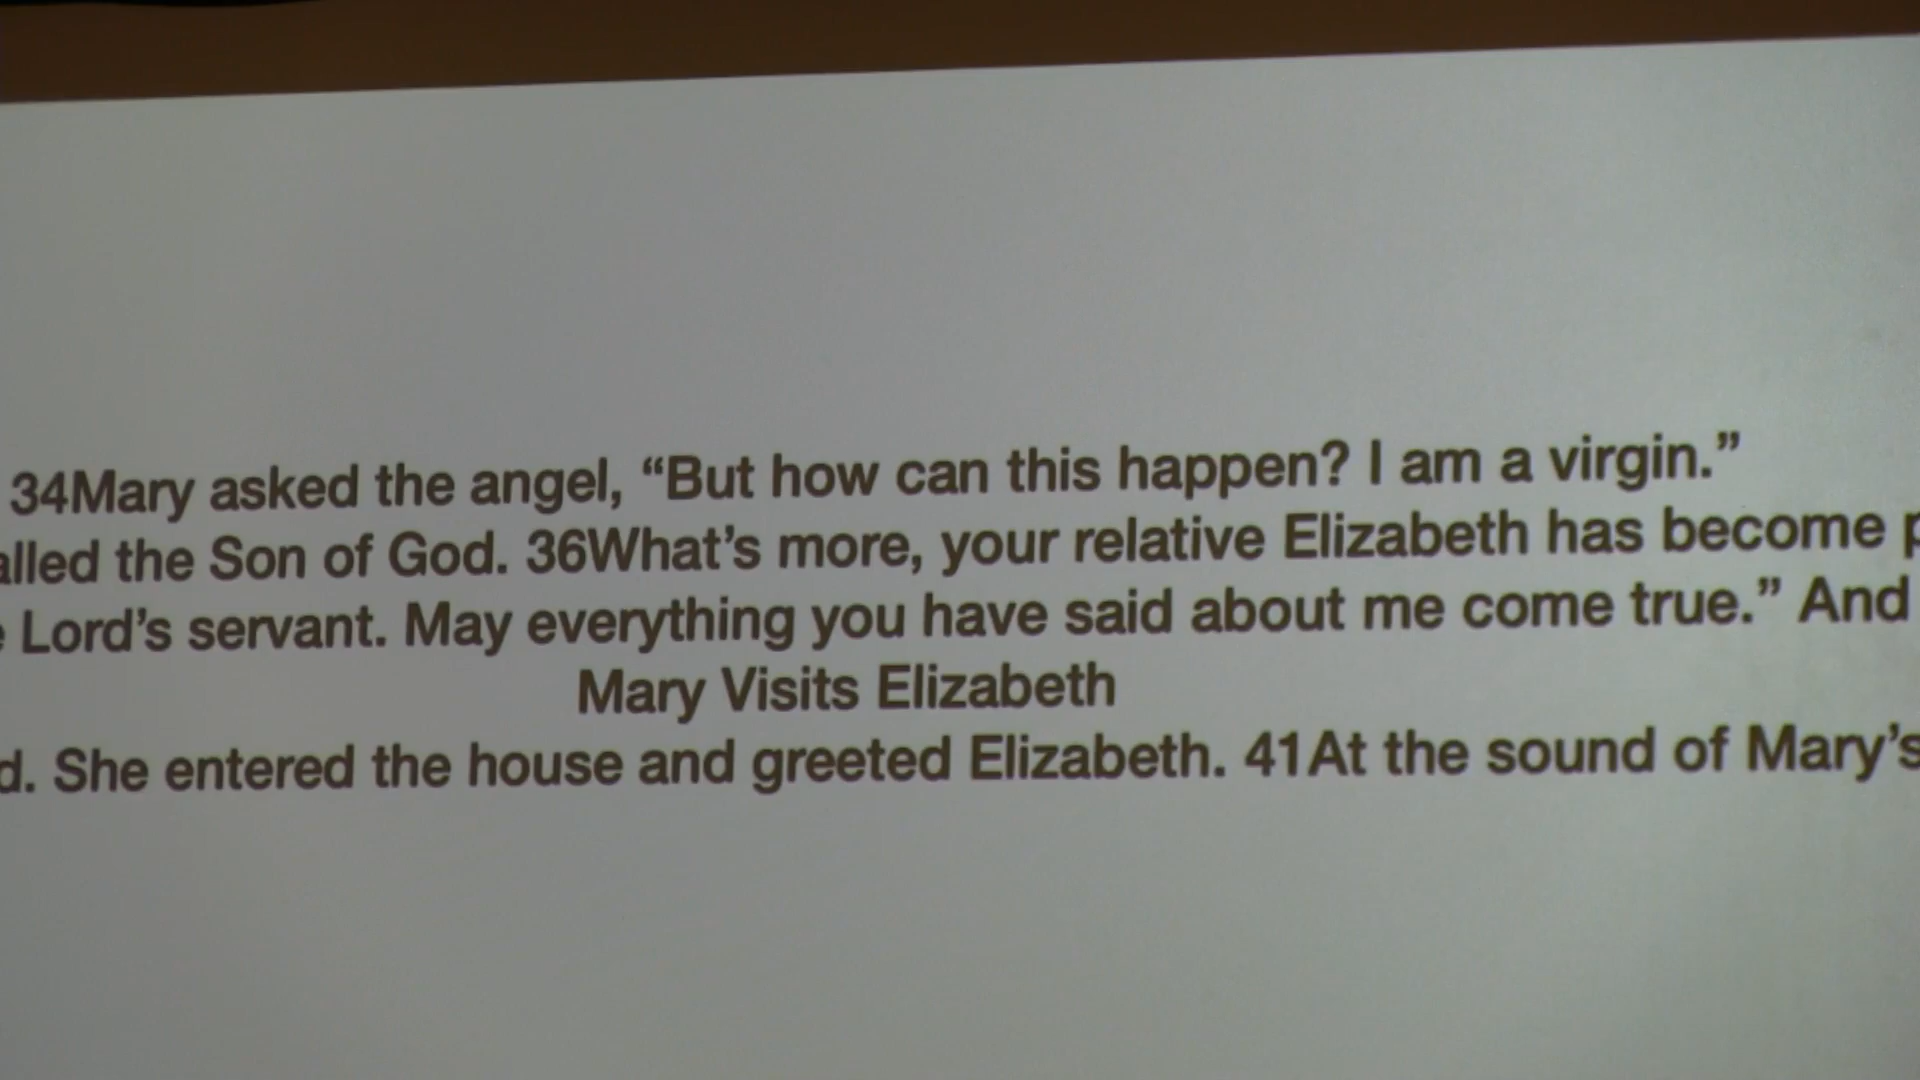 34Mary asked the angel, “But how can this happen? I am a virgin.”
alled the Son of God. 36What’s more, your relative Elizabeth has become p
e Lord’s servant. May everything you have said about me come true.” And
Mary Visits Elizabeth
d. She entered the house and greeted Elizabeth. 41At the sound of Mary’s